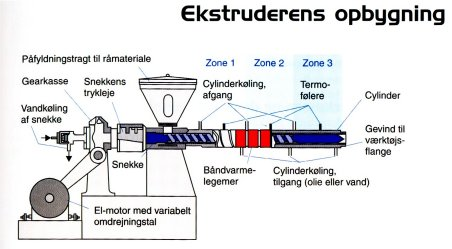 Ekstruderens opbygning
Påfyldningstragt til råmateriale
Zone 1
Zone 2
Zone 3
Gearkasse
Snekkens
trykleje
Cylinderkøling,
afgang
Termo-
følere
Cylinder
Vandkøling
af snekke
Gevind til
værktøjs-
flange
Snekke
Båndvarme-
legemer
Cylinderkøling,
tilgang (olie eller vand)
El-motor med variabelt
omdrejningstal